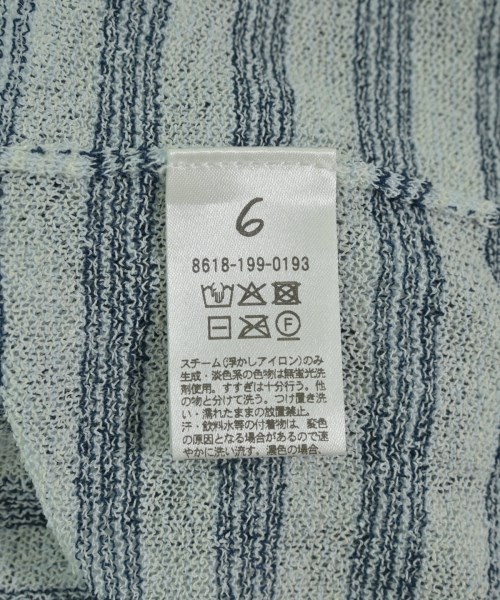 6
8618-199-0193
F
スチーム(浮かしアイロン)のみ
生成・淡色系の色物は無蛍光洗
剤使用。すすぎは十分行う。他
の物と分けて洗う。つけ置き洗
い・濡れたままの放置禁止。
汗・飲料水等の付着物は、変色
の原因となる場合があるので速
やかに洗い流す。濃色の場合、